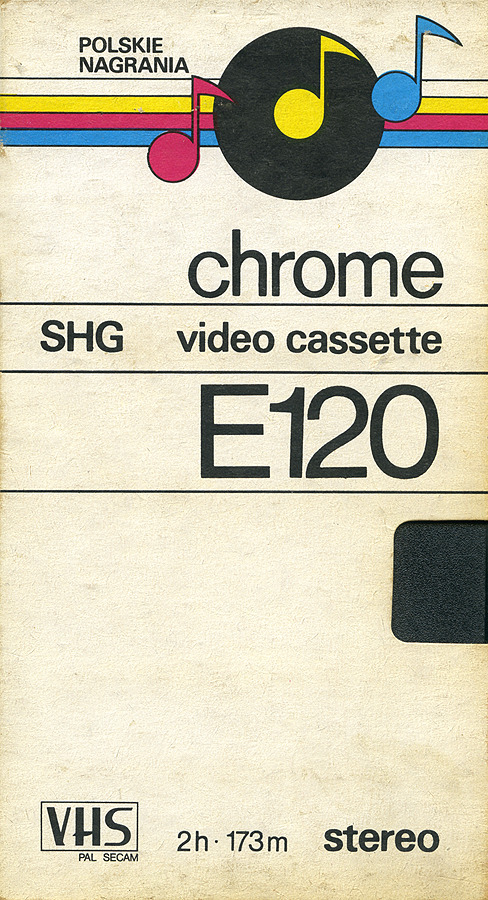 POLSKIE
NAGRANIA
chrome
SHG video cassette
E120
VHS
PAL SECAM
2h · 173m stereo